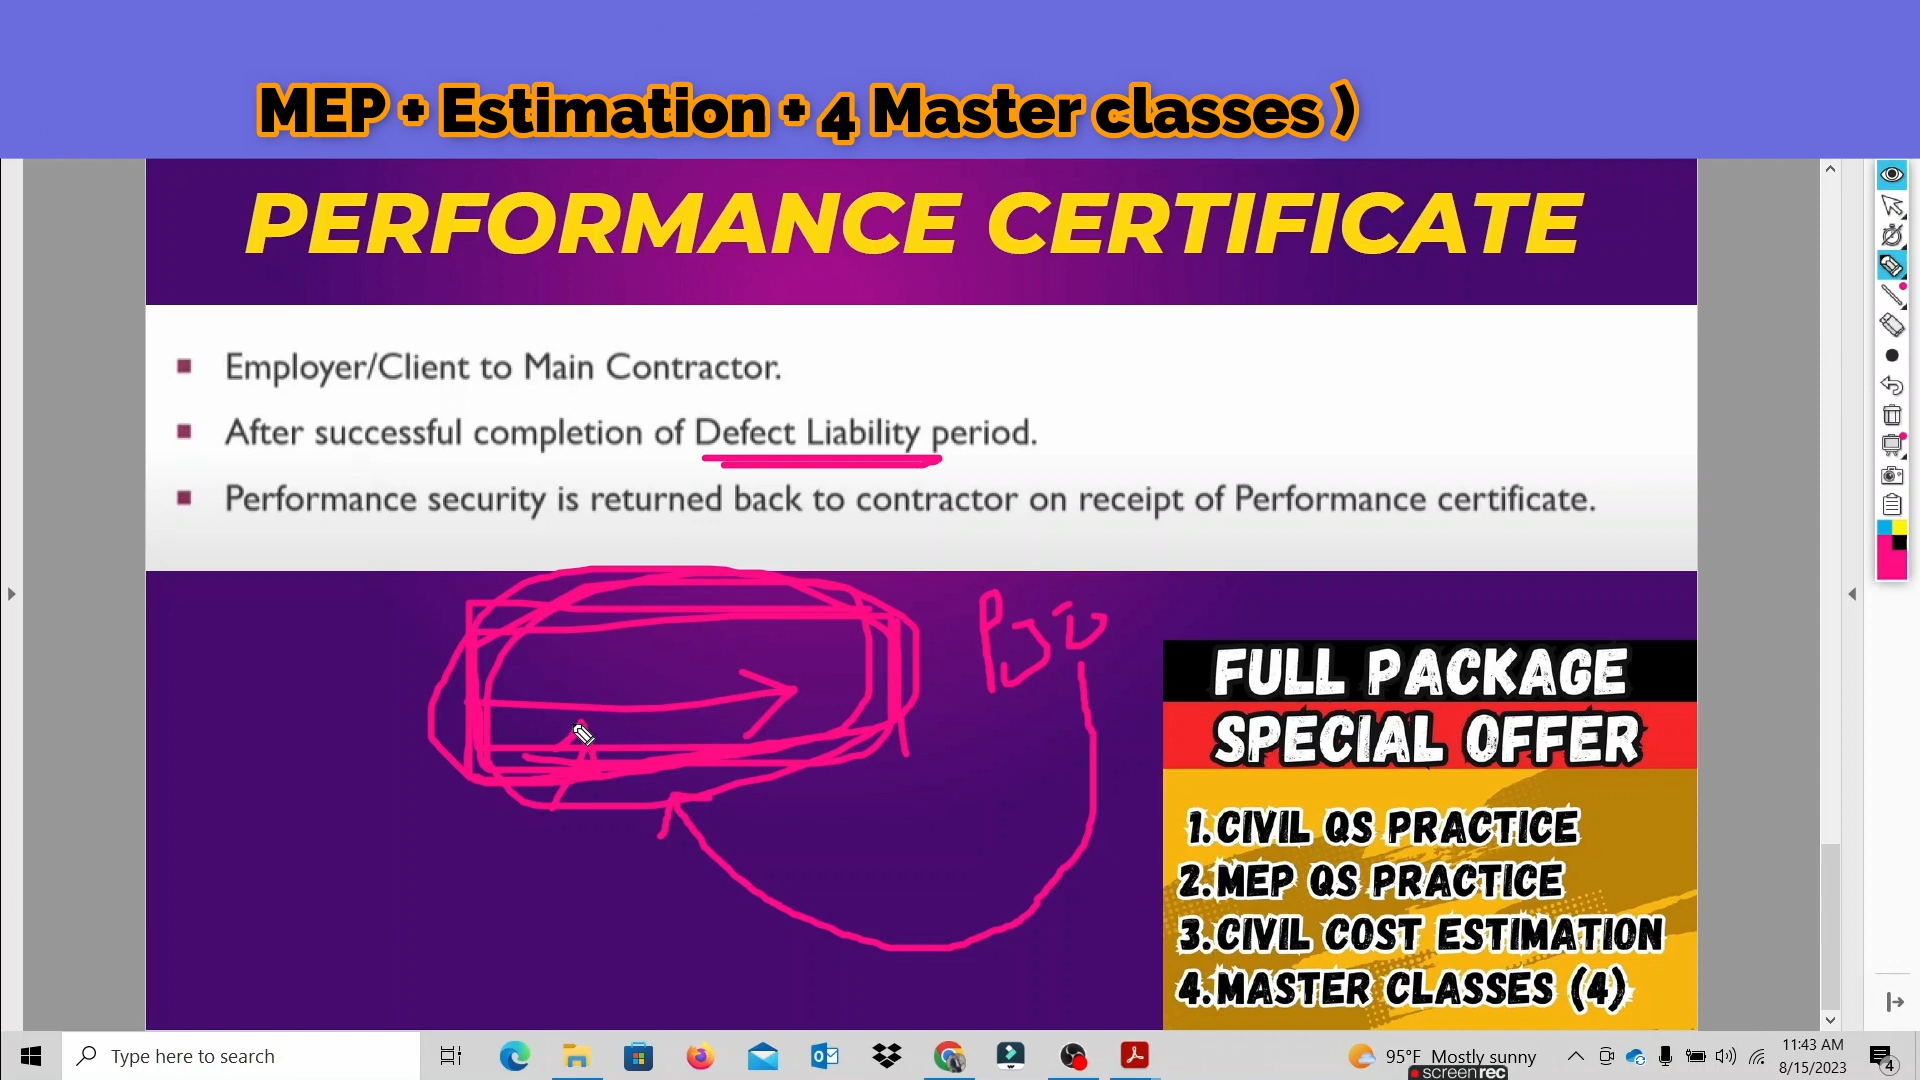 MEP + Estimation + 4 Master classes )
PERFORMANCE CERTIFICATE
Employer/Client to Main Contractor.
After successful completion of Defect Liability period.
Performance security is returned back to contractor on receipt of Performance certificate.
FULL PACKAGE
SPECIAL OFFER
1.CIVIL QS PRACTICE
2.MEP QS PRACTICE
3.CIVIL COST ESTIMATION
4.MASTER CLASSES (4)
Type here to search
95°F Mostly sunny
11:43 AM
8/15/2023
4
screenrec